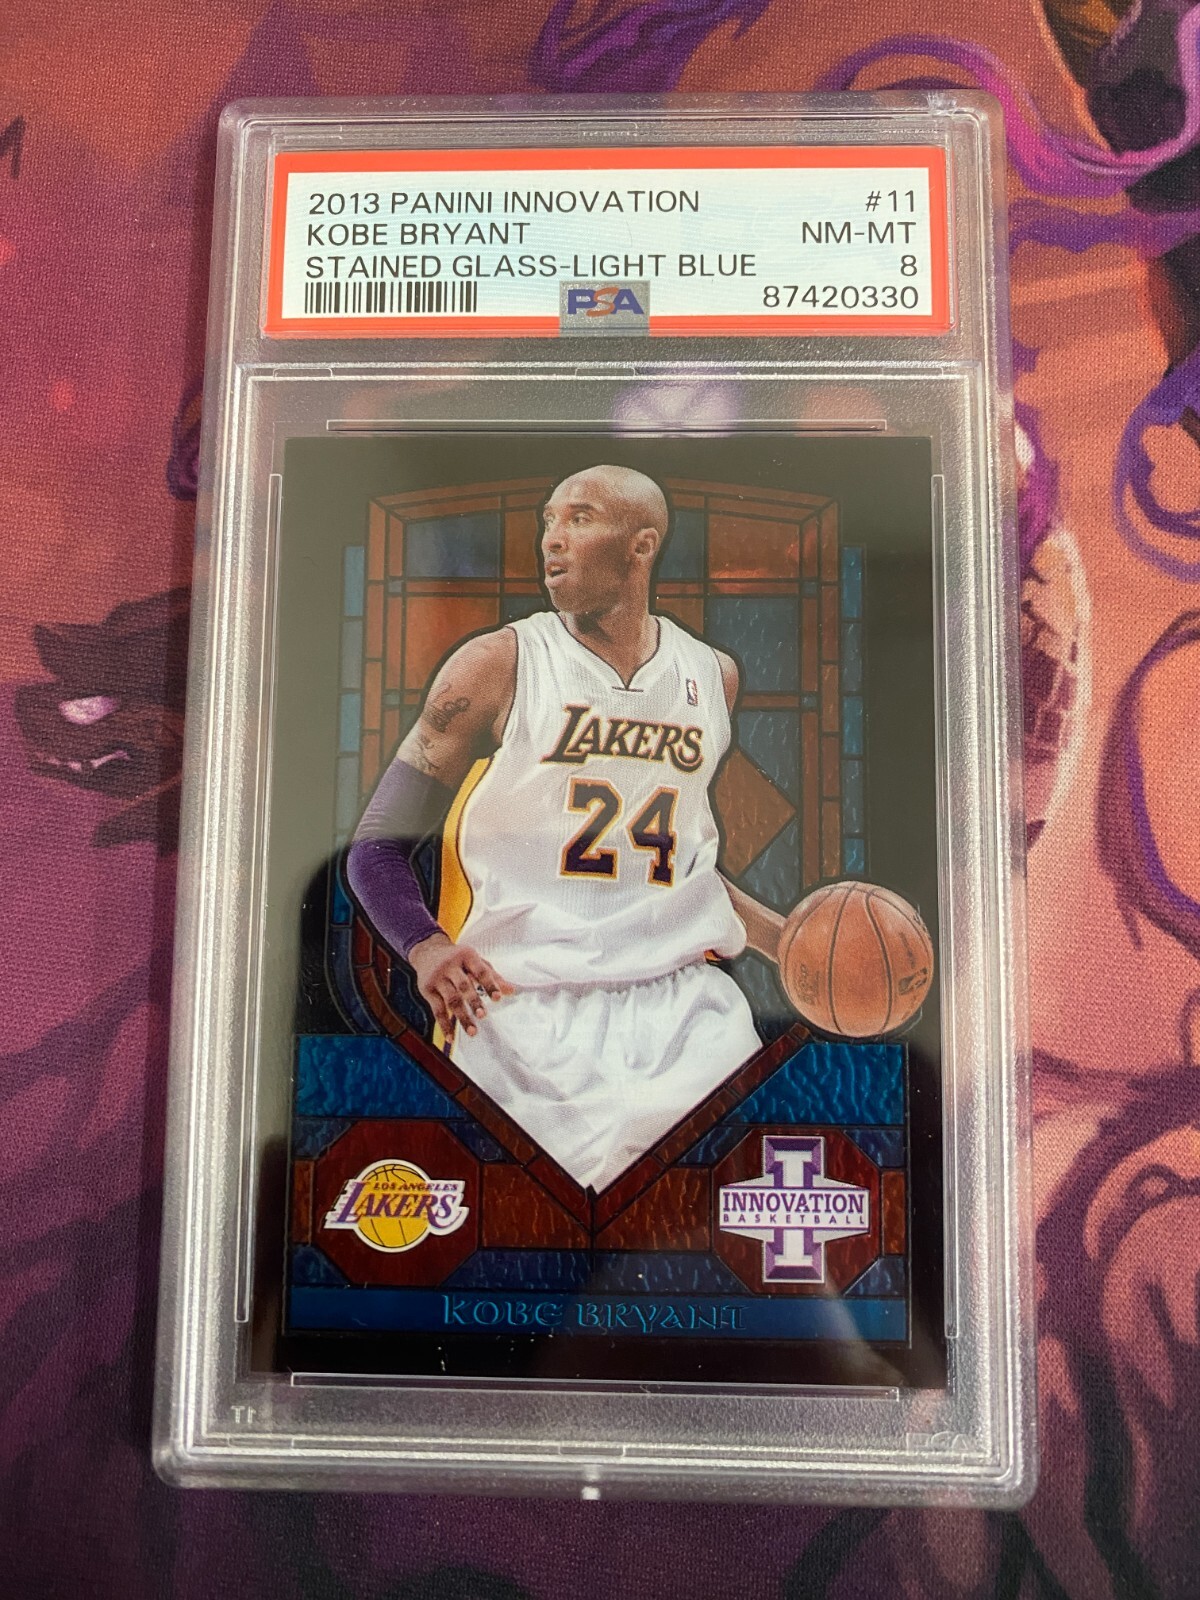 2013 PANINI INNOVATION #11
KOBE BRYANT NM-MT
STAINED GLASS-LIGHT BLUE 8
PSA 87420330
LAKERS
24
LOS ANGELES
LAKERS
I
INNOVATION
BASKETBALL
KOBE BRYANT